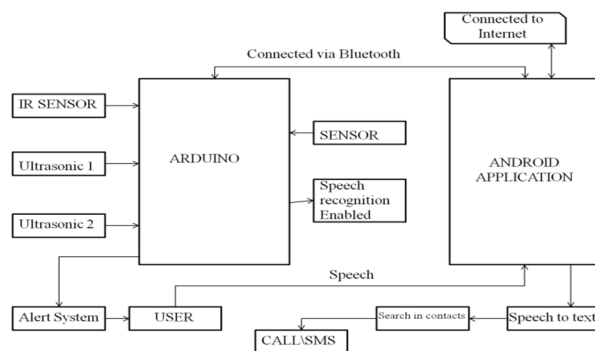 Connected to
Internet
Connected via Bluetooth
IR SENSOR
Ultrasonic 1
Ultrasonic 2
ARDUINO
SENSOR
Speech
recognition
Enabled
ANDROID
APPLICATION
Speech
Alert System
USER
Search in contacts
Speech to text
CALL\SMS